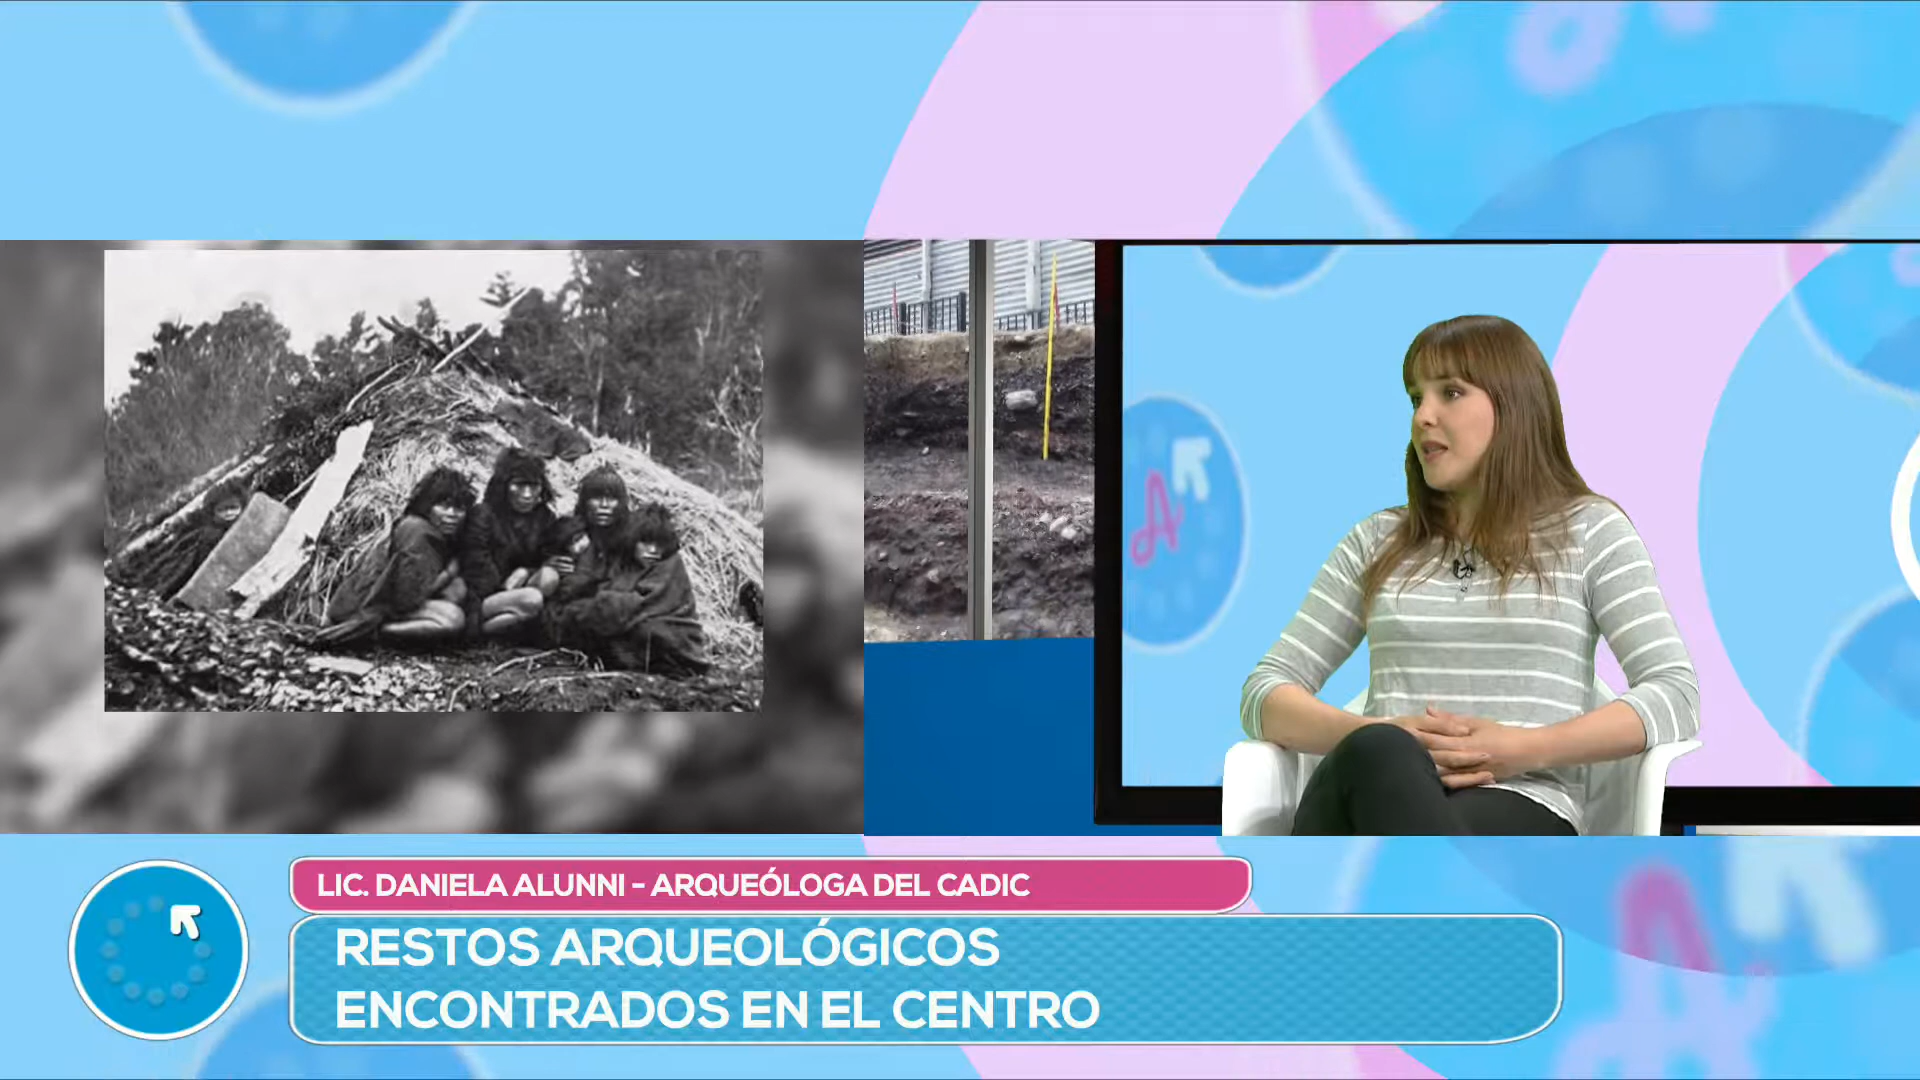 LIC. DANIELA ALUNNI - ARQUEÓLOGA DEL CADIC
RESTOS ARQUEOLÓGICOS
ENCONTRADOS EN EL CENTRO